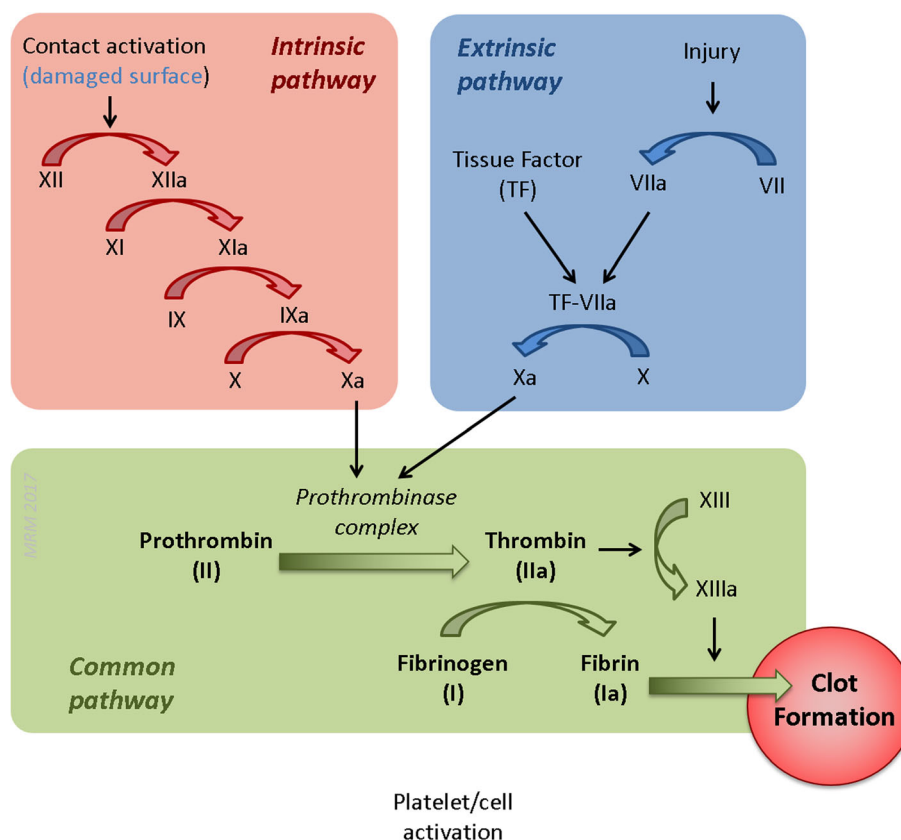 Contact activation
(damaged surface)
Intrinsic
pathway
XII
XIIa
XI
XIa
IX
IXa
X
Xa
Extrinsic
pathway
Injury
Tissue Factor
(TF)
VIIa
VII
TF-VIIa
Xa
X
MRM 2017
Prothrombinase
complex
Prothrombin
(II)
Thrombin
(IIa)
XIII
XIIIa
Fibrinogen
(I)
Fibrin
(Ia)
Common
pathway
Clot
Formation
Platelet/cell
activation